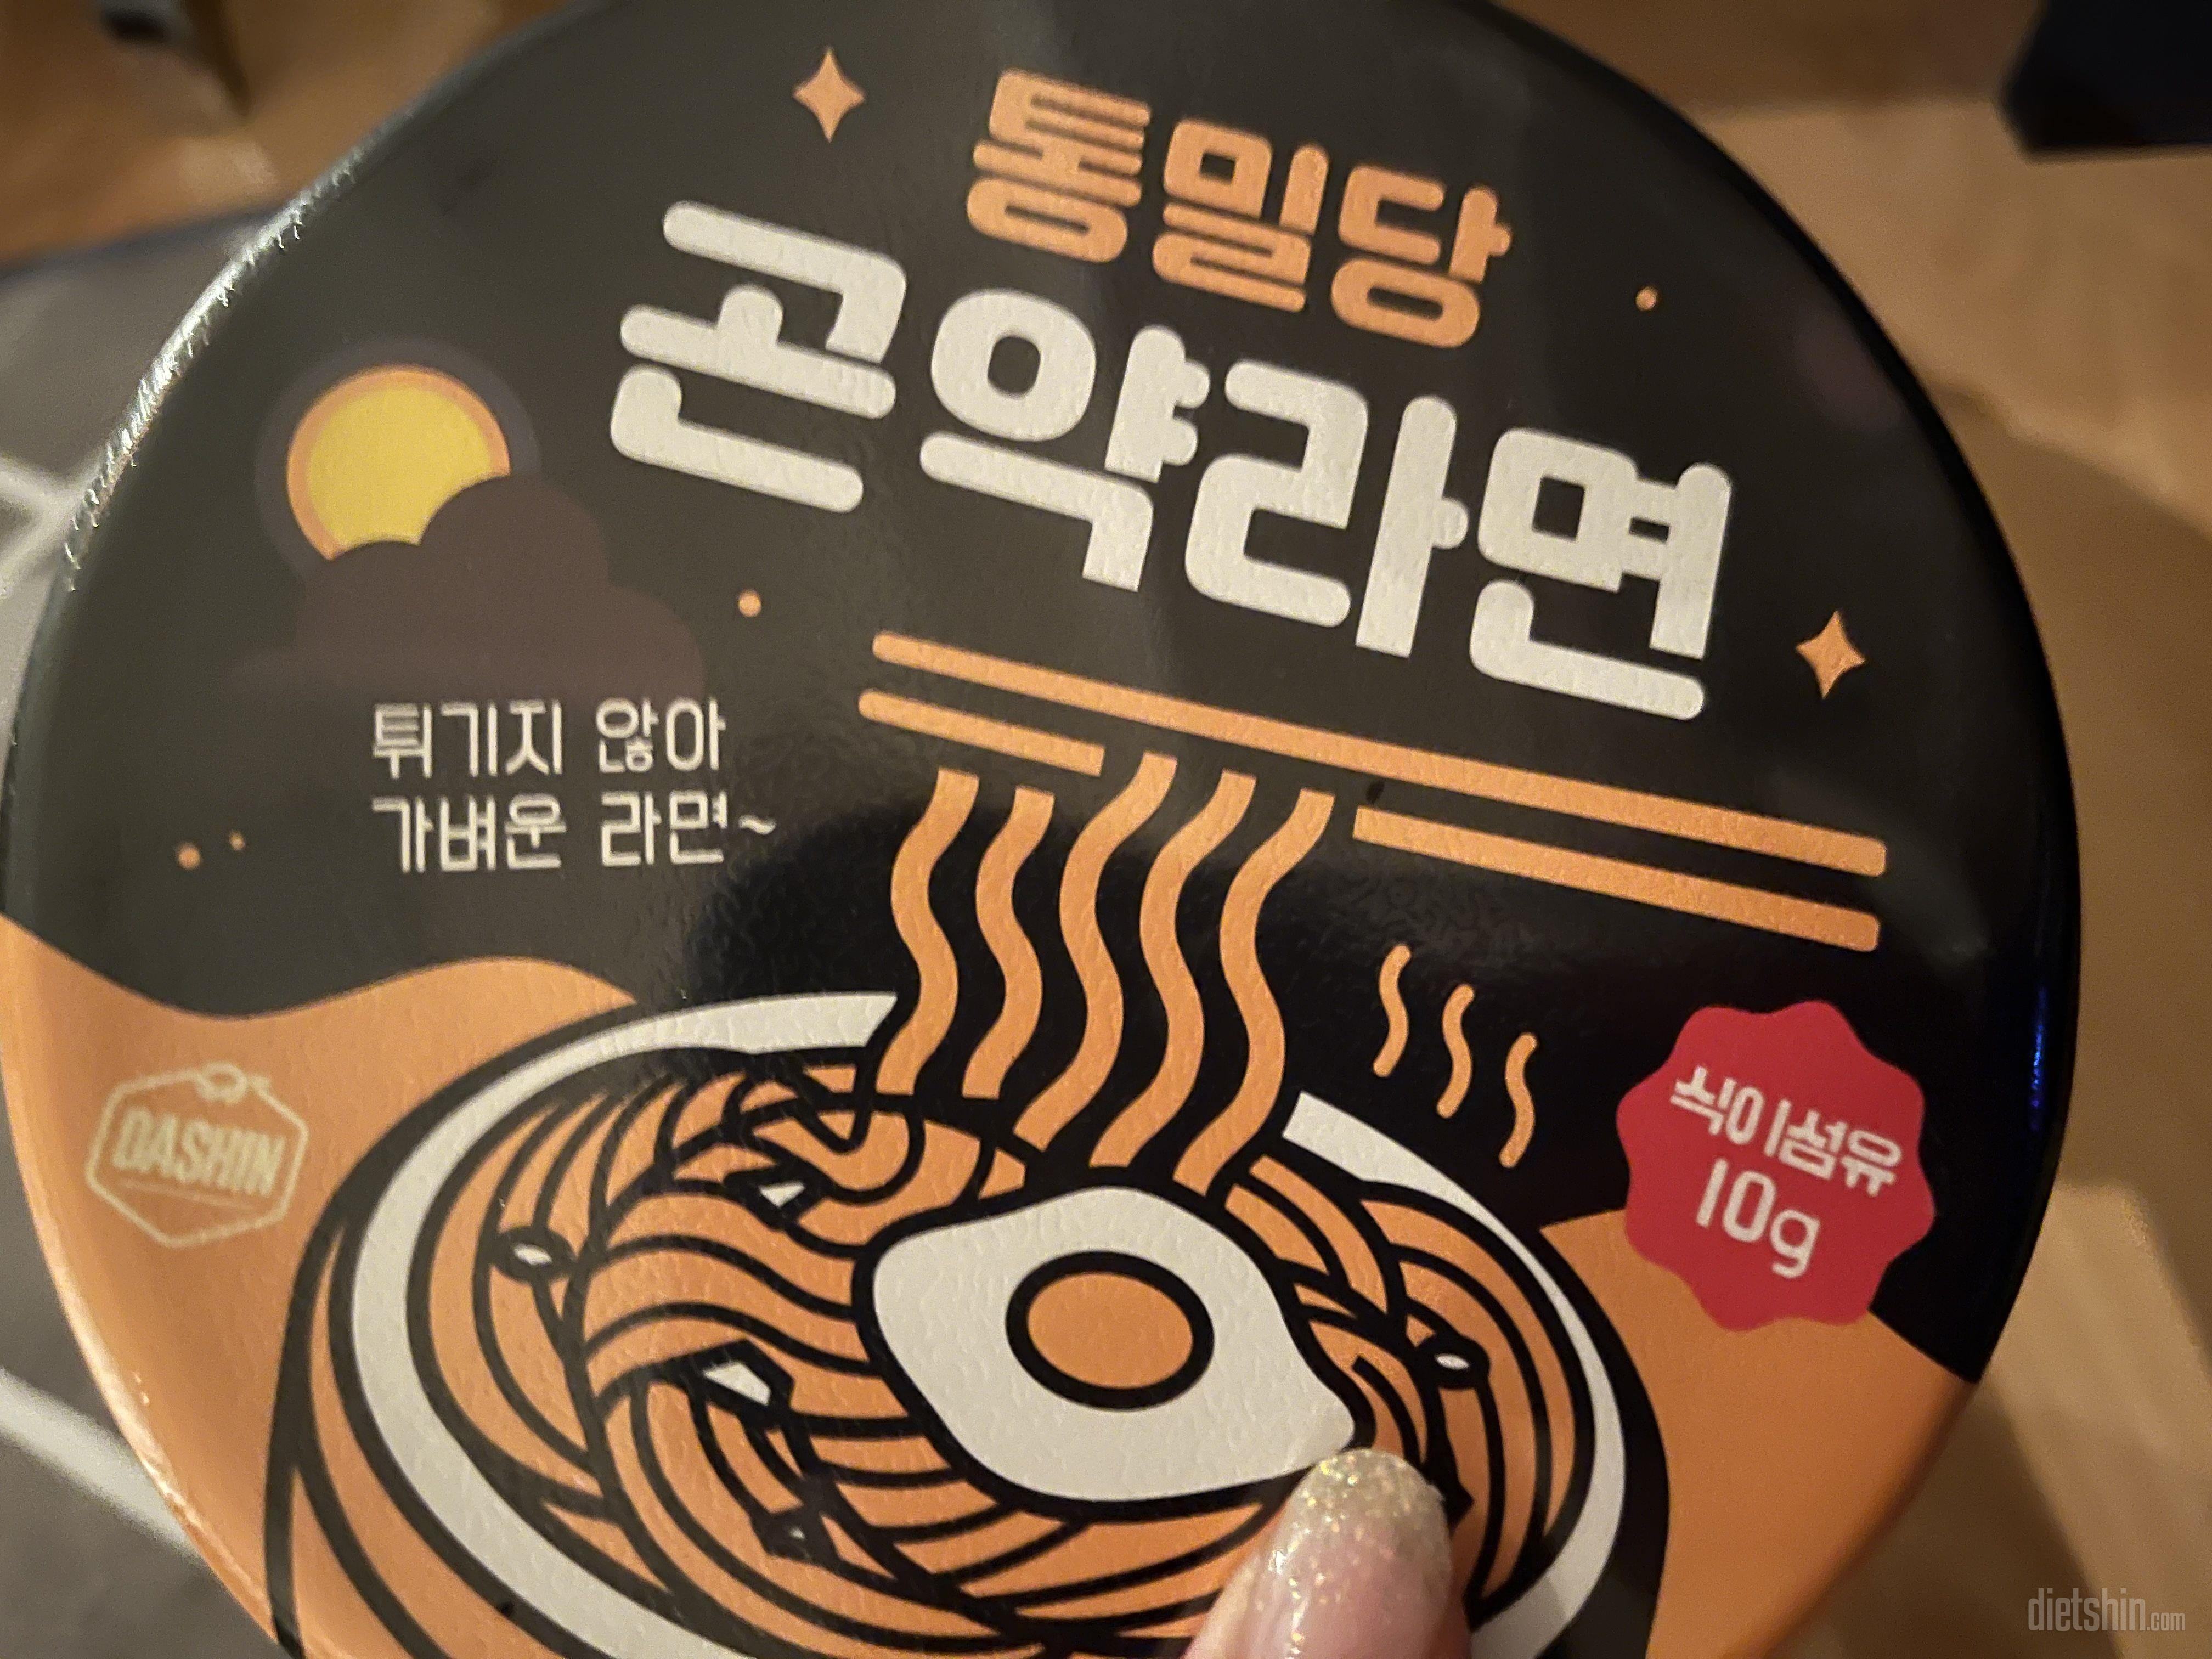 통밀당
곤약라면
튀기지 않아
가벼운 라면~
DASHIN
식이섬유
10g
dietshin.com